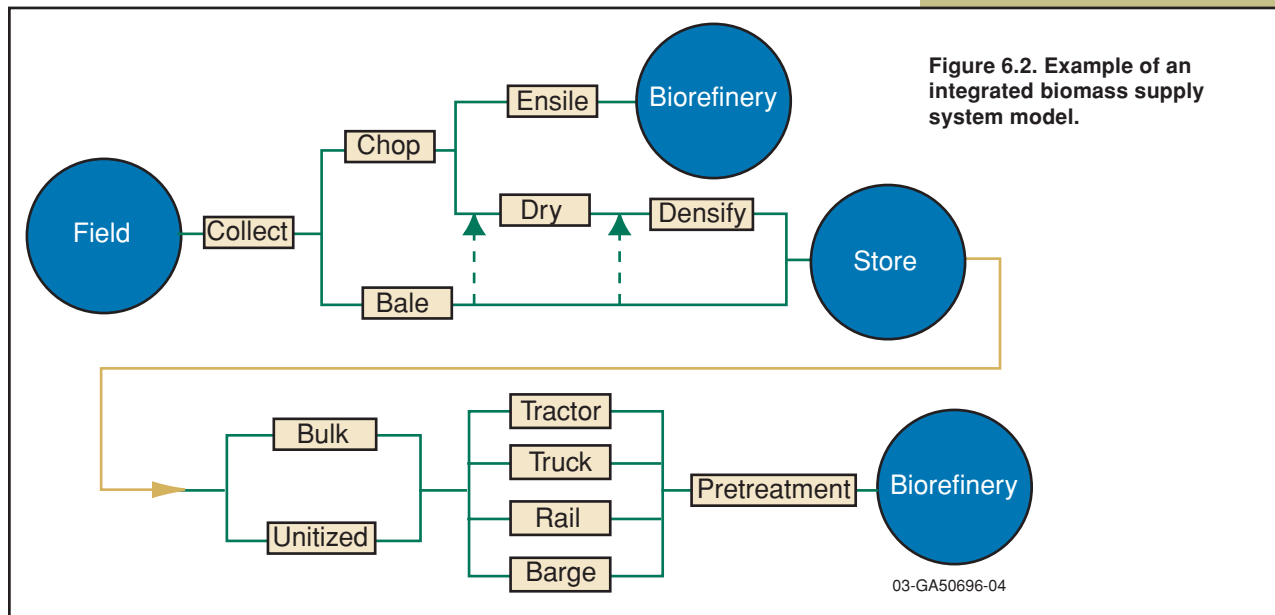 Figure 6.2. Example of an
integrated biomass supply
system model.
Field
Collect
Chop
Ensile
Biorefinery
Dry
Densify
Bale
Store
Bulk
Unitized
Tractor
Truck
Rail
Barge
Pretreatment
Biorefinery
03-GA50696-04